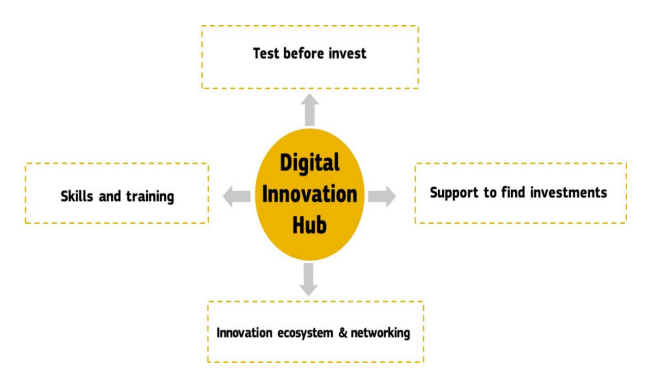 Test before invest
Digital
Innovation
Hub
Skills and training
Support to find investments
Innovation ecosystem & networking